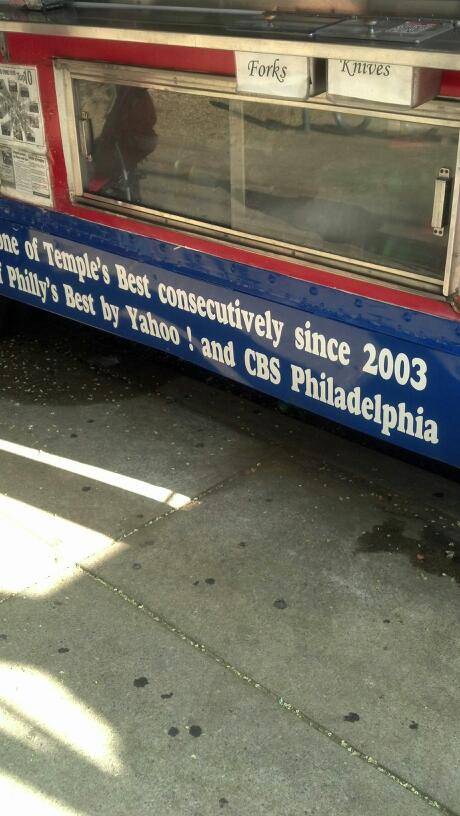 Forks
Knives
one of Temple's Best consecutively since 2003
f Philly's Best by Yahoo ! and CBS Philadelphia